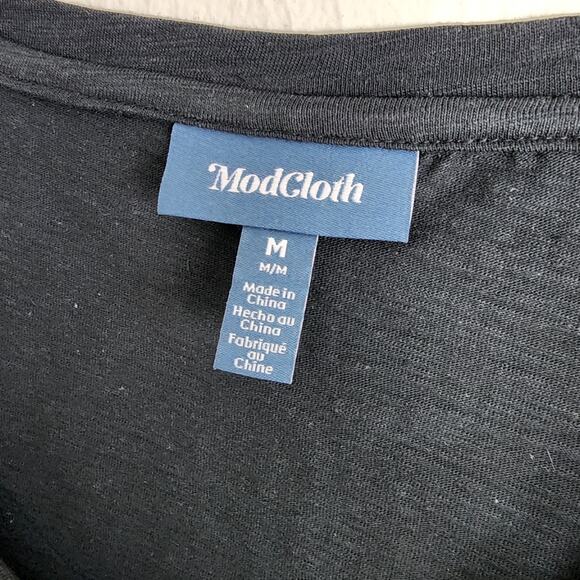 ModCloth
M
M/M
Made in
China
Hecho au
China
Fabriqué
au
Chine